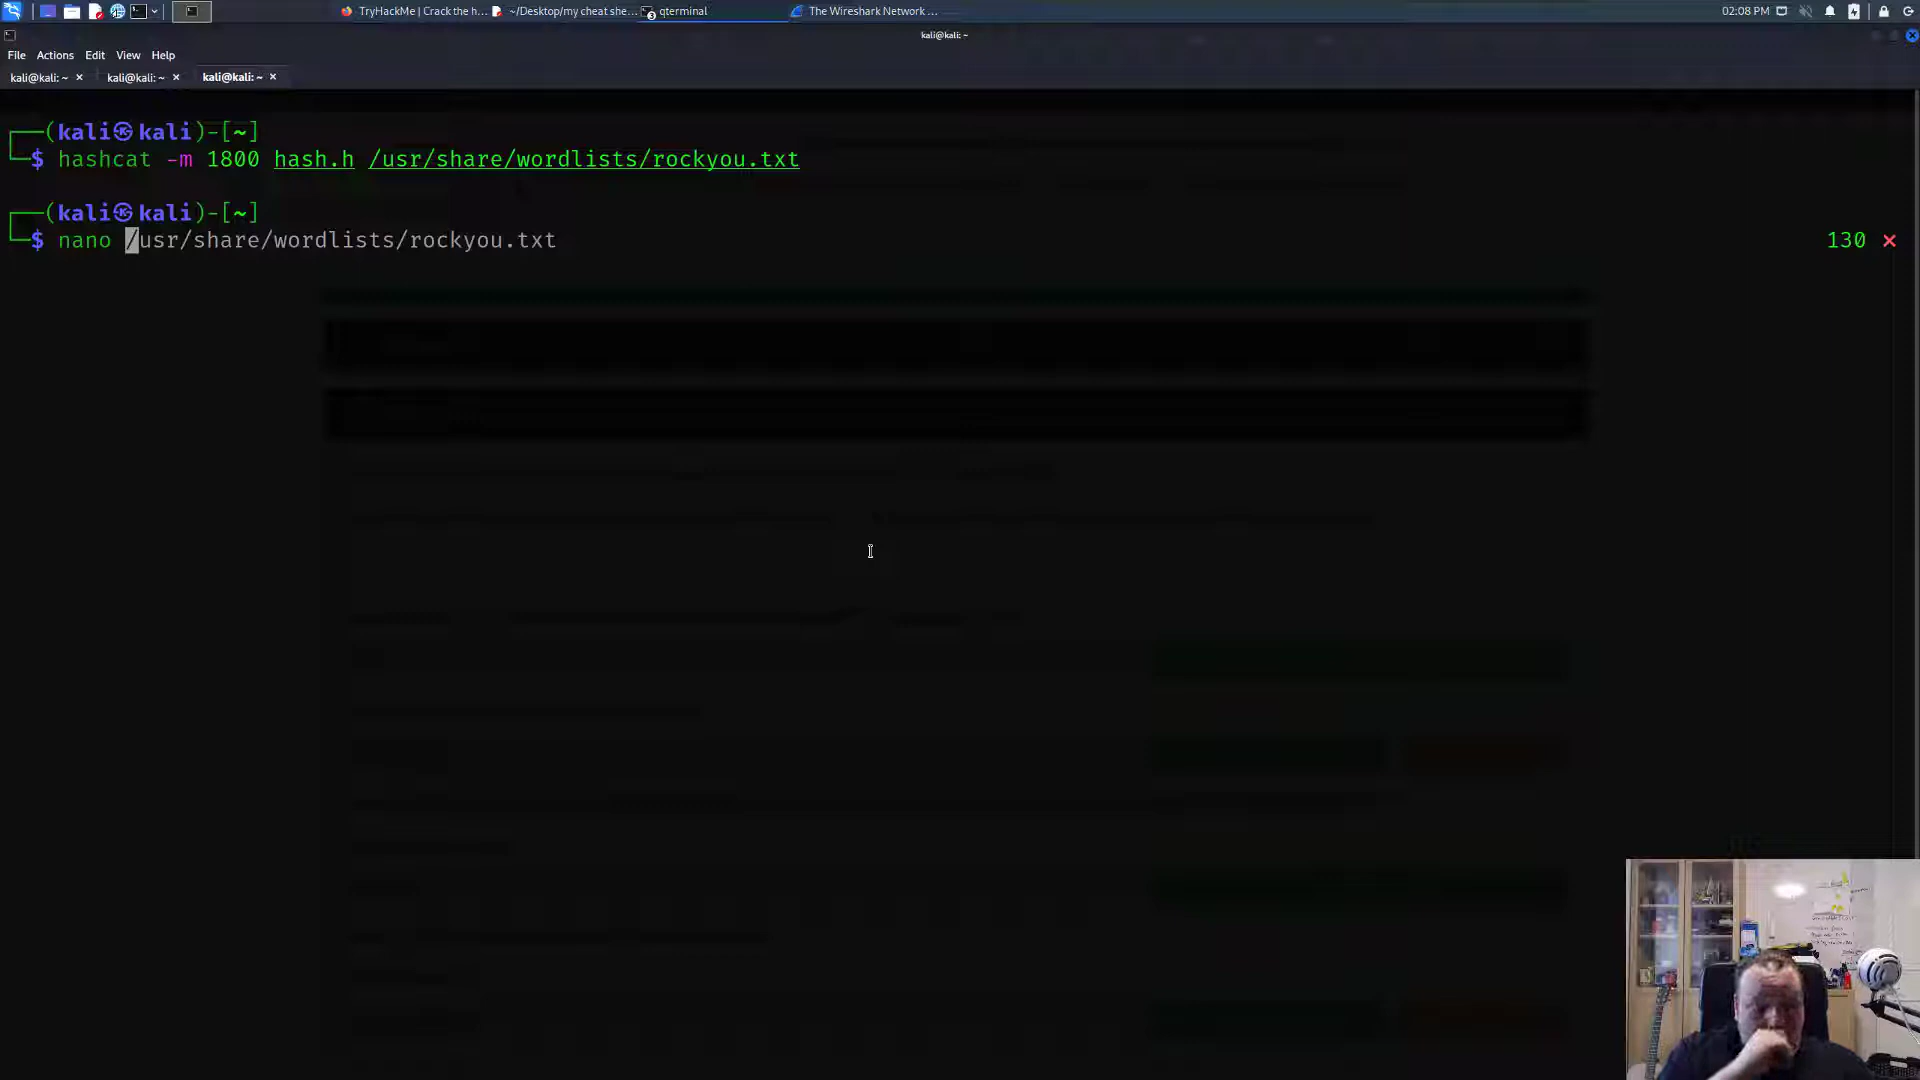 TryHackMe | Crack the h...
~/Desktop/my cheat she...
3 qterminal
The Wireshark Network ...
02:08 PM
kali@kali: ~
File Actions Edit View Help
kali@kali: ~ × kali@kali: ~ × kali@kali: ~ ×
┌──(kali㉿kali)-[~]
└─$ hashcat -m 1800 hash.h /usr/share/wordlists/rockyou.txt
┌──(kali㉿kali)-[~]
└─$ nano /usr/share/wordlists/rockyou.txt 130 ×